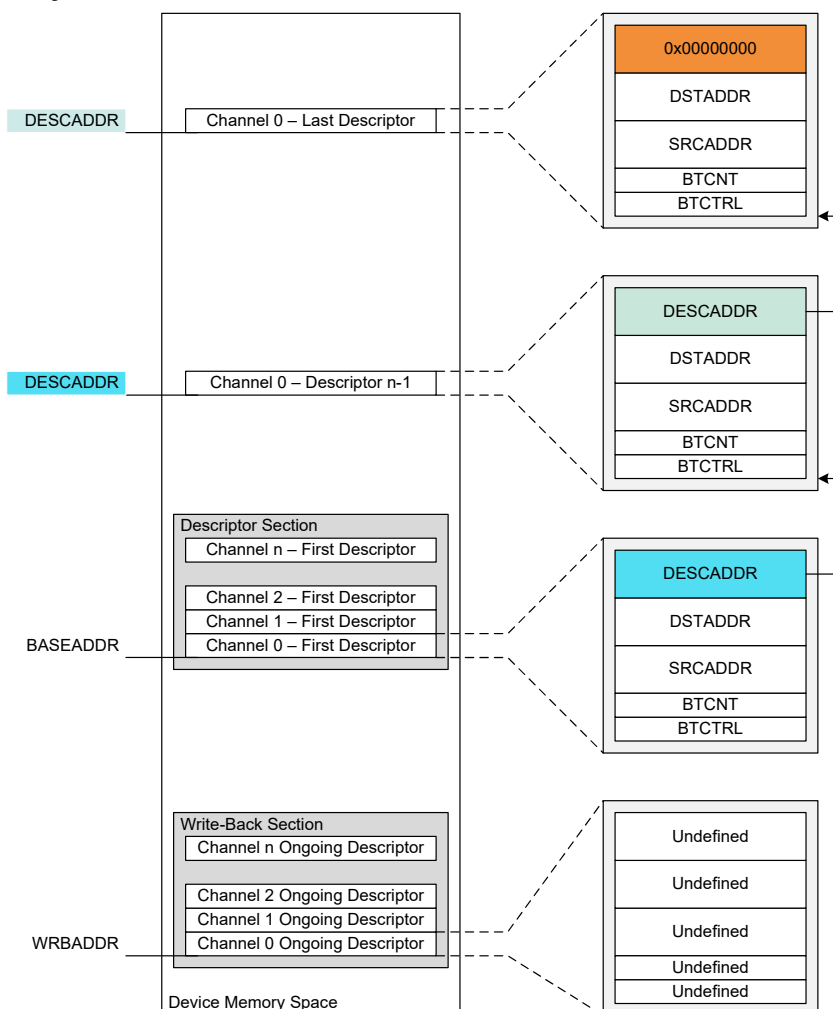 0x00000000
DESCADDR
Channel 0 – Last Descriptor
DSTADDR
SRCADDR
BTCNT
BTCTRL
DESCADDR
DESCADDR
Channel 0 – Descriptor n-1
DSTADDR
SRCADDR
BTCNT
BTCTRL
Descriptor Section
Channel n – First Descriptor
Channel 2 – First Descriptor
Channel 1 – First Descriptor
Channel 0 – First Descriptor
BASEADDR
DESCADDR
DSTADDR
SRCADDR
BTCNT
BTCTRL
Write-Back Section
Channel n Ongoing Descriptor
Channel 2 Ongoing Descriptor
Channel 1 Ongoing Descriptor
Channel 0 Ongoing Descriptor
WRBADDR
Undefined
Undefined
Undefined
Undefined
Undefined
Device Memory Space